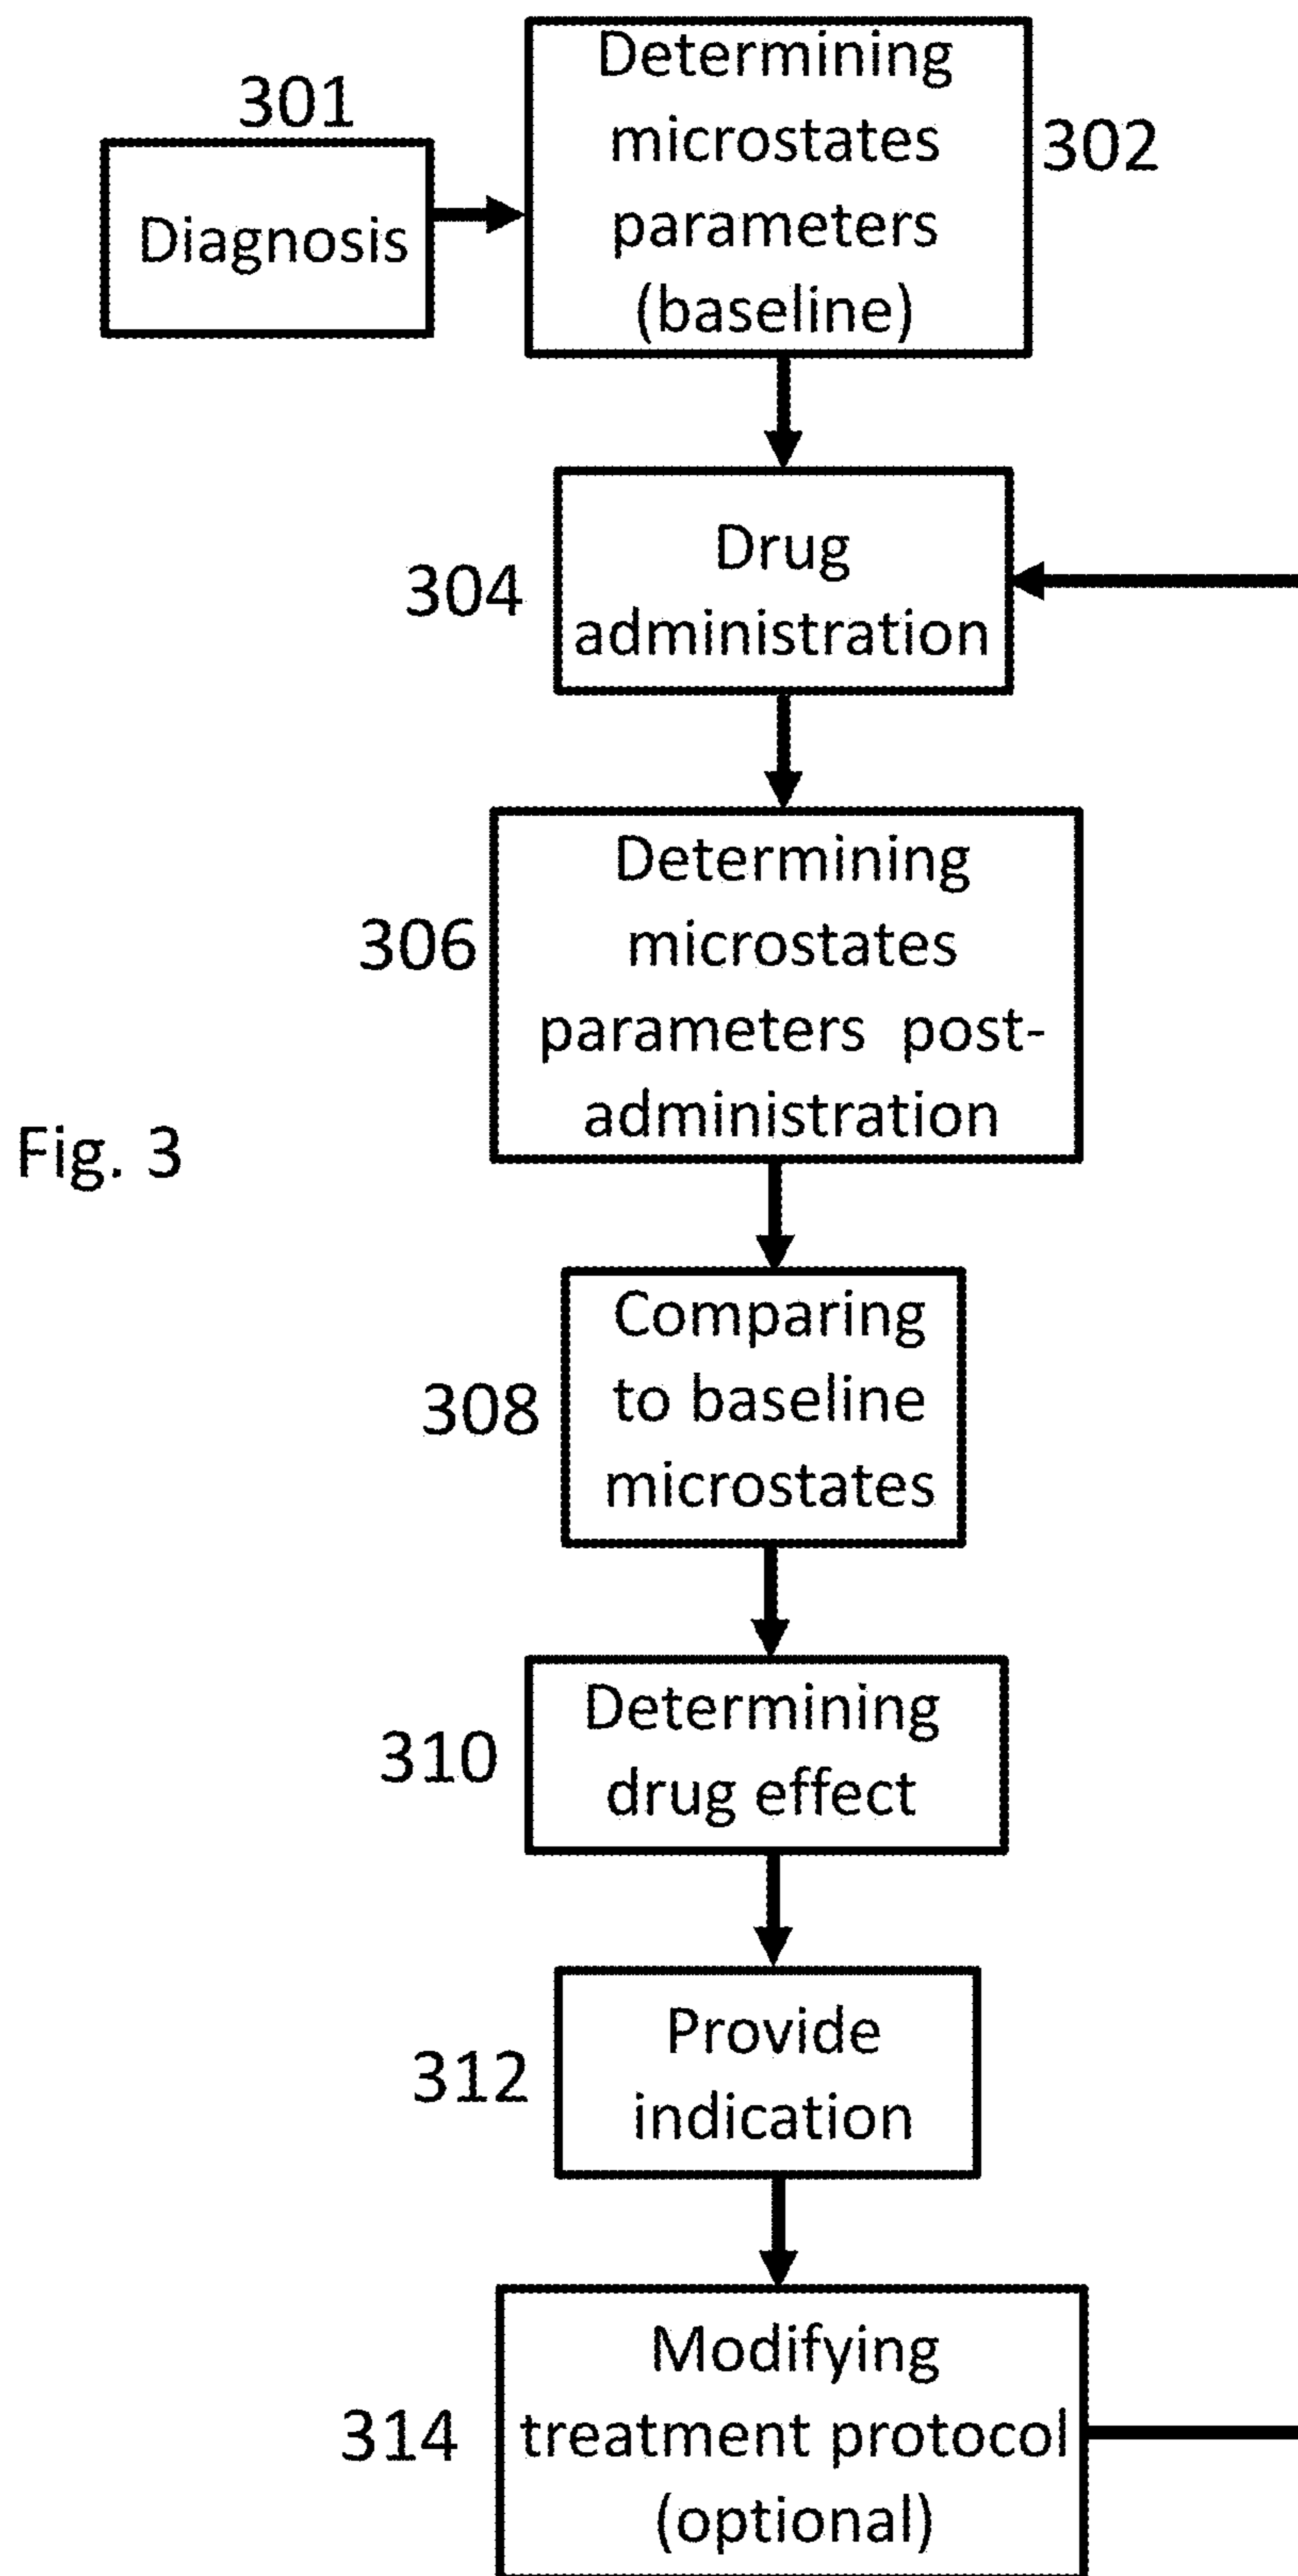 301
Diagnosis
Determining
microstates
parameters
(baseline)
302
304
Drug
administration
306
Determining
microstates
parameters post-
administration
Fig. 3
308
Comparing
to baseline
microstates
310
Determining
drug effect
312
Provide
indication
314
Modifying
treatment protocol
(optional)